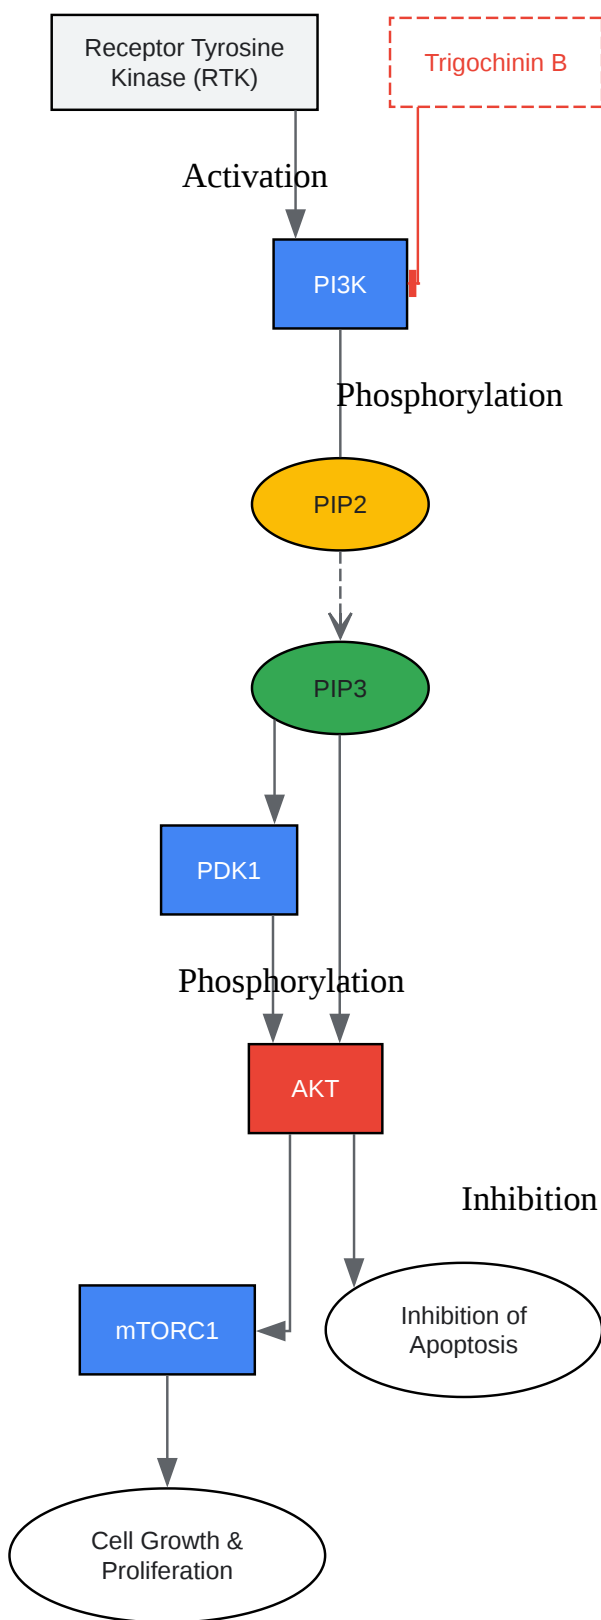 Receptor Tyrosine
Kinase (RTK)
Trigochinin B
Activation
PI3K
Phosphorylation
PIP2
PIP3
PDK1
Phosphorylation
AKT
Inhibition
mTORC1
Inhibition of
Apoptosis
Cell Growth &
Proliferation